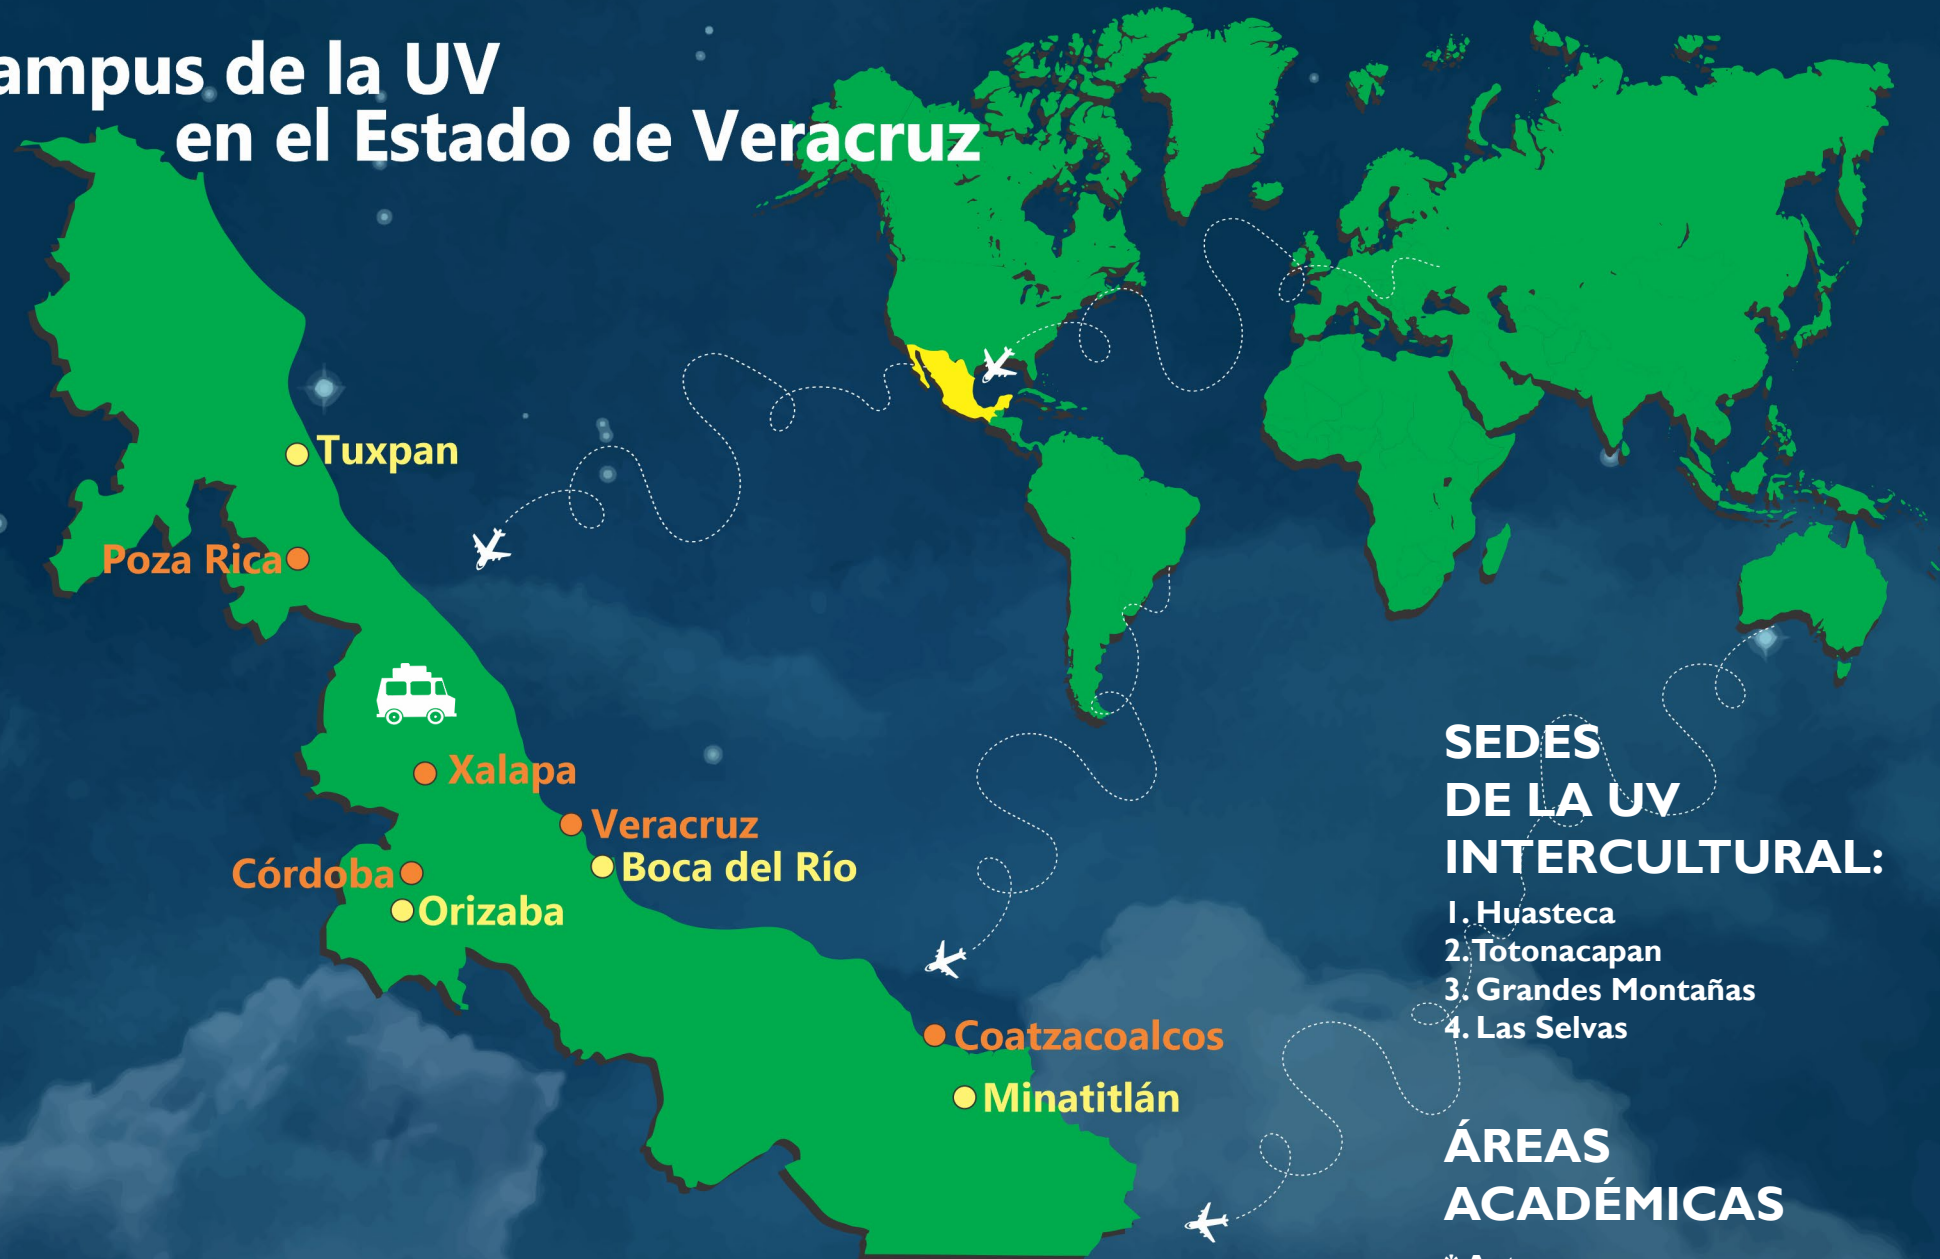 ampus de la UV
en el Estado de Veracruz
Tuxpan
Poza Rica
Xalapa
Veracruz
Boca del Río
Córdoba
Orizaba
Coatzacoalcos
Minatitlán
SEDES
DE LA UV
INTERCULTURAL:
1. Huasteca
2. Totonacapan
3. Grandes Montañas
4. Las Selvas
ÁREAS
ACADÉMICAS